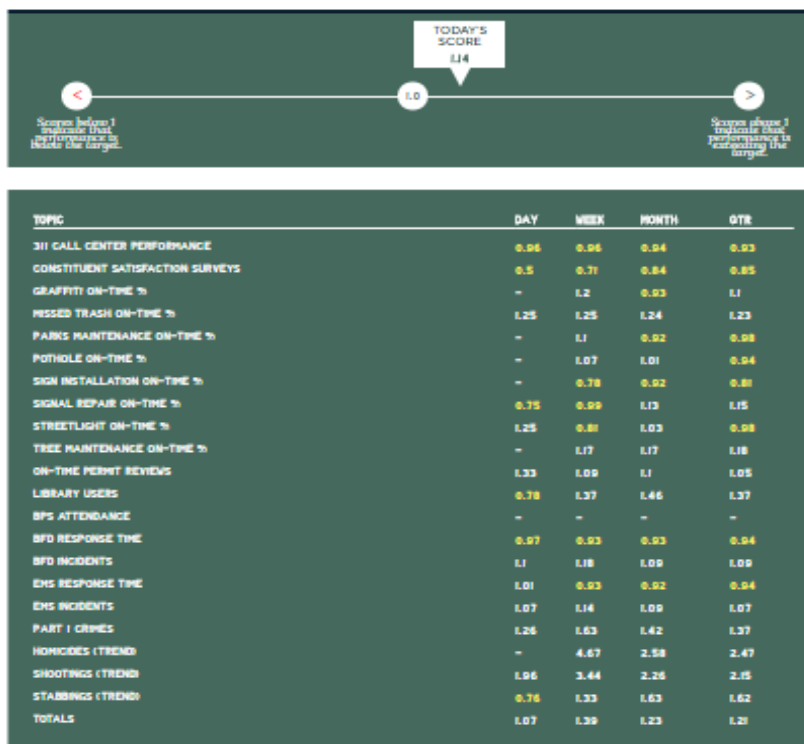 TODAY'S
SCORE
1.14
<
1.0
>
Scores below 1
indicate that
performance is
below the target.
Scores above 1
indicate that
performance is
exceeding the
target.
TOPIC DAY WEEK MONTH QTR
311 CALL CENTER PERFORMANCE 0.96 0.96 0.94 0.93
CONSTITUENT SATISFACTION SURVEYS 0.5 0.71 0.84 0.85
GRAFFITI ON-TIME % - 1.2 0.93 1.1
MISSED TRASH ON-TIME % 1.25 1.25 1.24 1.23
PARKS MAINTENANCE ON-TIME % - 1.1 0.92 0.98
POTHOLE ON-TIME % - 1.07 1.01 0.94
SIGN INSTALLATION ON-TIME % - 0.78 0.92 0.81
SIGNAL REPAIR ON-TIME % 0.75 0.99 1.13 1.15
STREETLIGHT ON-TIME % 1.25 0.81 1.03 0.98
TREE MAINTENANCE ON-TIME % - 1.17 1.17 1.18
ON-TIME PERMIT REVIEWS 1.33 1.09 1.1 1.05
LIBRARY USERS 0.78 1.37 1.46 1.37
BPS ATTENDANCE - - - -
BFD RESPONSE TIME 0.97 0.93 0.93 0.94
BFD INCIDENTS 1.1 1.18 1.09 1.09
EMS RESPONSE TIME 1.01 0.93 0.92 0.94
EMS INCIDENTS 1.07 1.14 1.09 1.07
PART 1 CRIMES 1.26 1.63 1.42 1.37
HOMICIDES (TREND) - 4.67 2.58 2.47
SHOOTINGS (TREND) 1.96 3.44 2.26 2.15
STABBINGS (TREND) 0.76 1.33 1.63 1.62
TOTALS 1.07 1.39 1.23 1.21